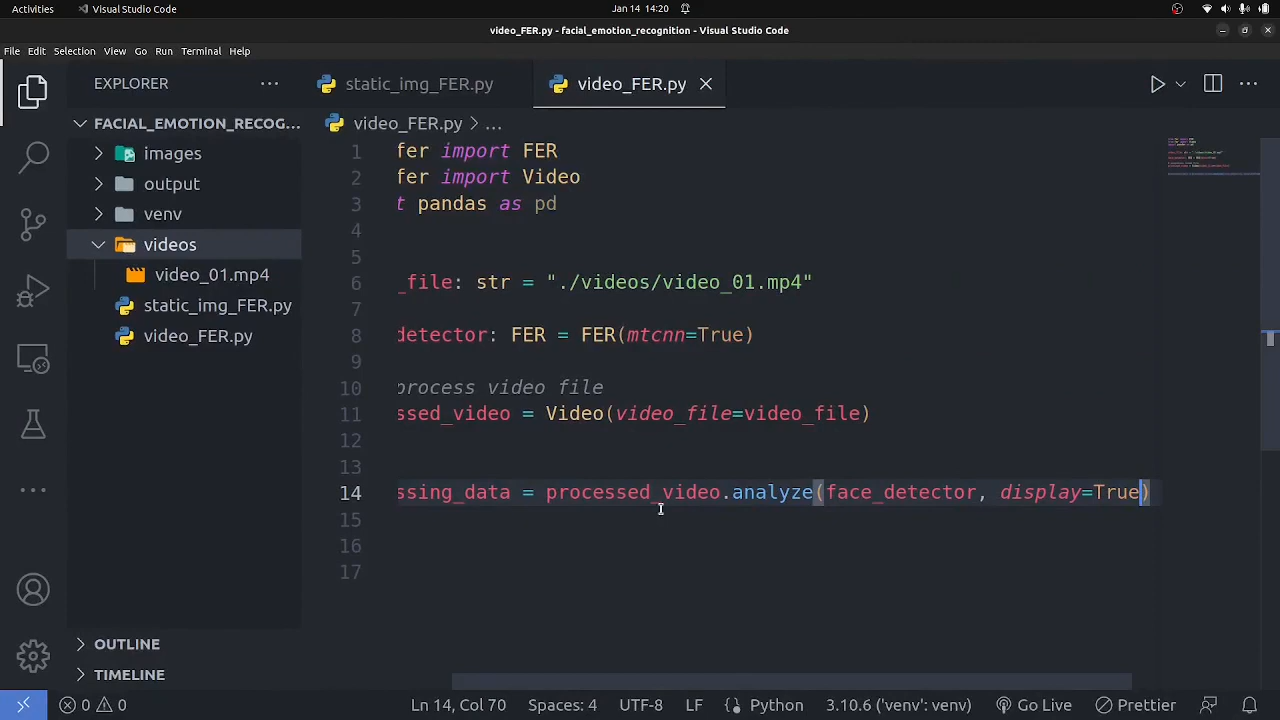 Activities
Visual Studio Code
Jan 14 14:20
video_FER.py - facial_emotion_recognition - Visual Studio Code
File Edit Selection View Go Run Terminal Help
EXPLORER
static_img_FER.py
video_FER.py
FACIAL_EMOTION_RECOG...
images
output
venv
videos
video_01.mp4
static_img_FER.py
video_FER.py
OUTLINE
TIMELINE
video_FER.py > ...
1 fer import FER
2 fer import Video
3 t pandas as pd
4
5
6 _file: str = "./videos/video_01.mp4"
7
8 detector: FER = FER(mtcnn=True)
9
10 process video file
11 ssed_video = Video(video_file=video_file)
12
13
14 ssing_data = processed_video.analyze(face_detector, display=True)
15
16
17
0 0
Ln 14, Col 70
Spaces: 4
UTF-8
LF
Python
3.10.6 ('venv': venv)
Go Live
Prettier